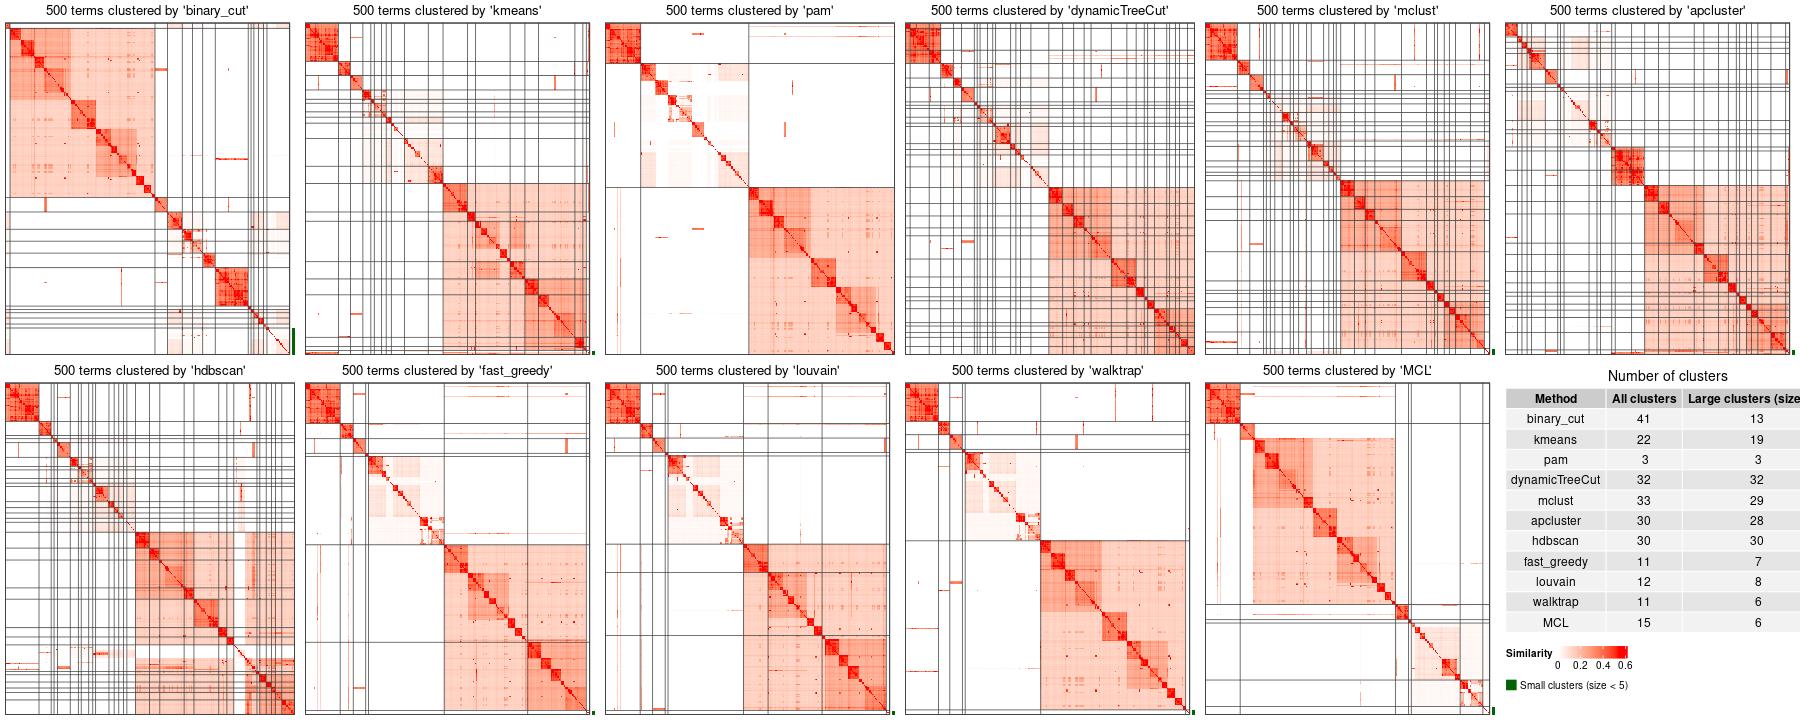 500 terms clustered by 'binary_cut'
500 terms clustered by 'kmeans'
500 terms clustered by 'pam'
500 terms clustered by 'dynamicTreeCut'
500 terms clustered by 'mclust'
500 terms clustered by 'apcluster'
500 terms clustered by 'hdbscan'
500 terms clustered by 'fast_greedy'
500 terms clustered by 'louvain'
500 terms clustered by 'walktrap'
500 terms clustered by 'MCL'
Number of clusters
Method All clusters Large clusters (size
binary_cut 41 13
kmeans 22 19
pam 3 3
dynamicTreeCut 32 32
mclust 33 29
apcluster 30 28
hdbscan 30 30
fast_greedy 11 7
louvain 12 8
walktrap 11 6
MCL 15 6
Similarity
0 0.2 0.4 0.6
Small clusters (size < 5)